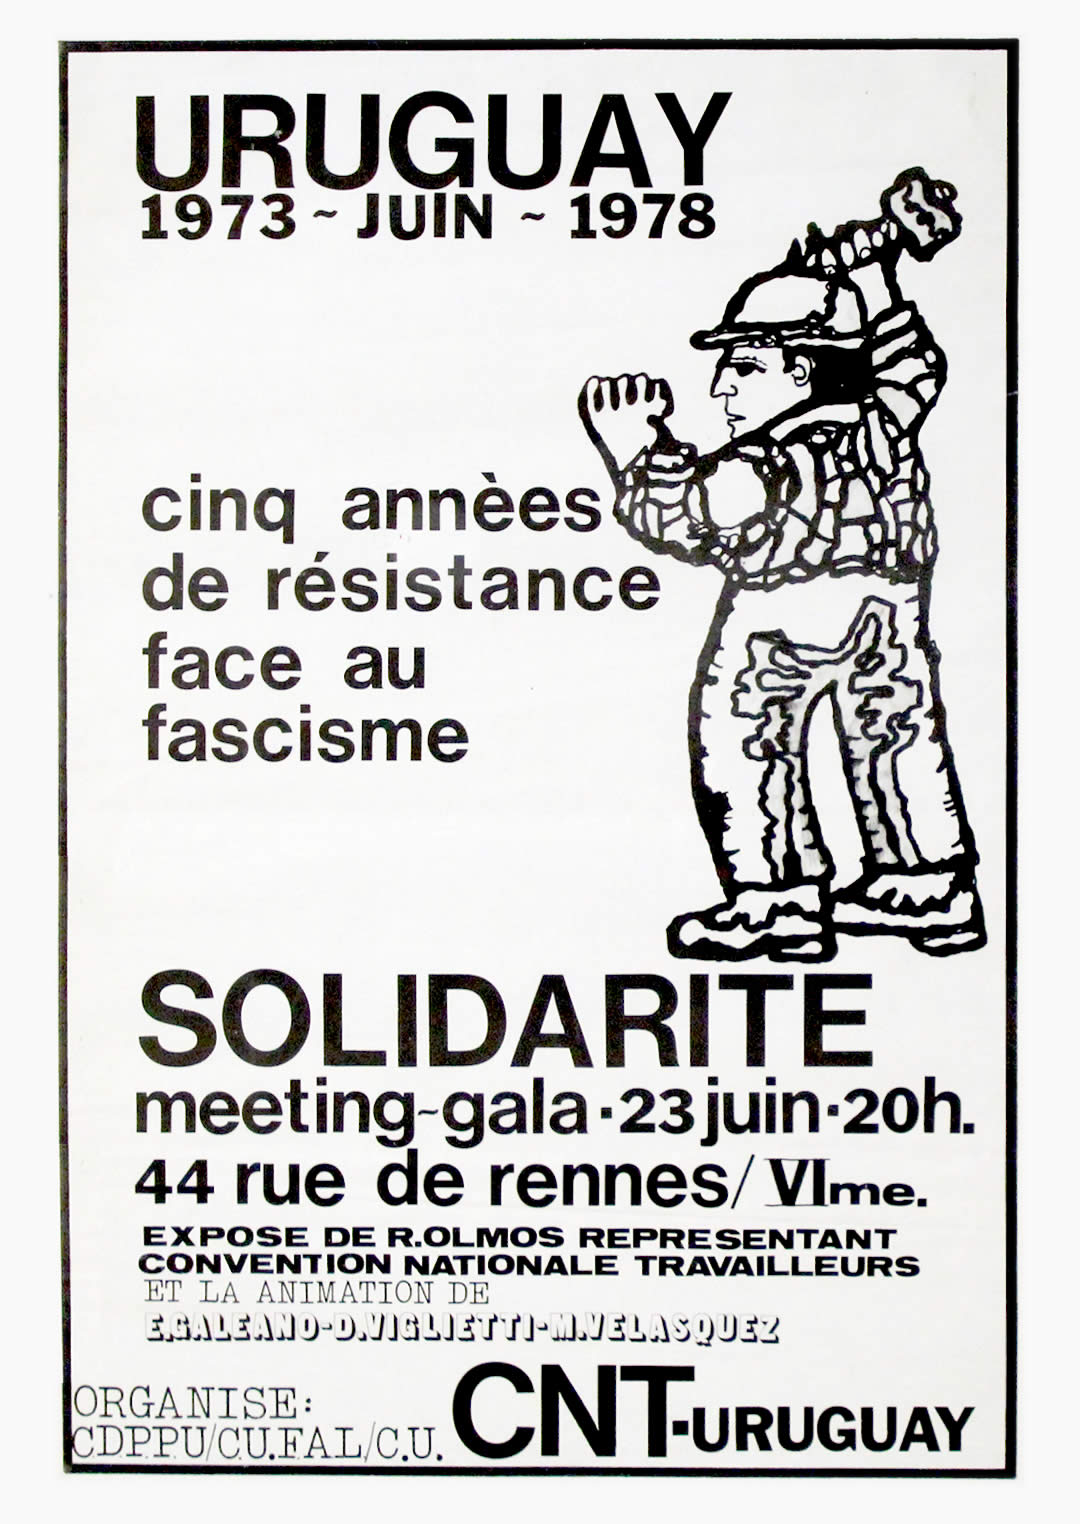 URUGUAY
1973 ~ JUIN ~ 1978
cinq annèes
de résistance
face au
fascisme
SOLIDARITE
meeting~gala·23 juin·20h.
44 rue de rennes/VIme.
EXPOSE DE R.OLMOS REPRESENTANT
CONVENTION NATIONALE TRAVAILLEURS
ET LA ANIMATION DE
E.GALEANO-D.VIGLIETTI-M.VELASQUEZ
ORGANISE:
CDPPU/C.U.F.A.L/C.U.
CNT-URUGUAY